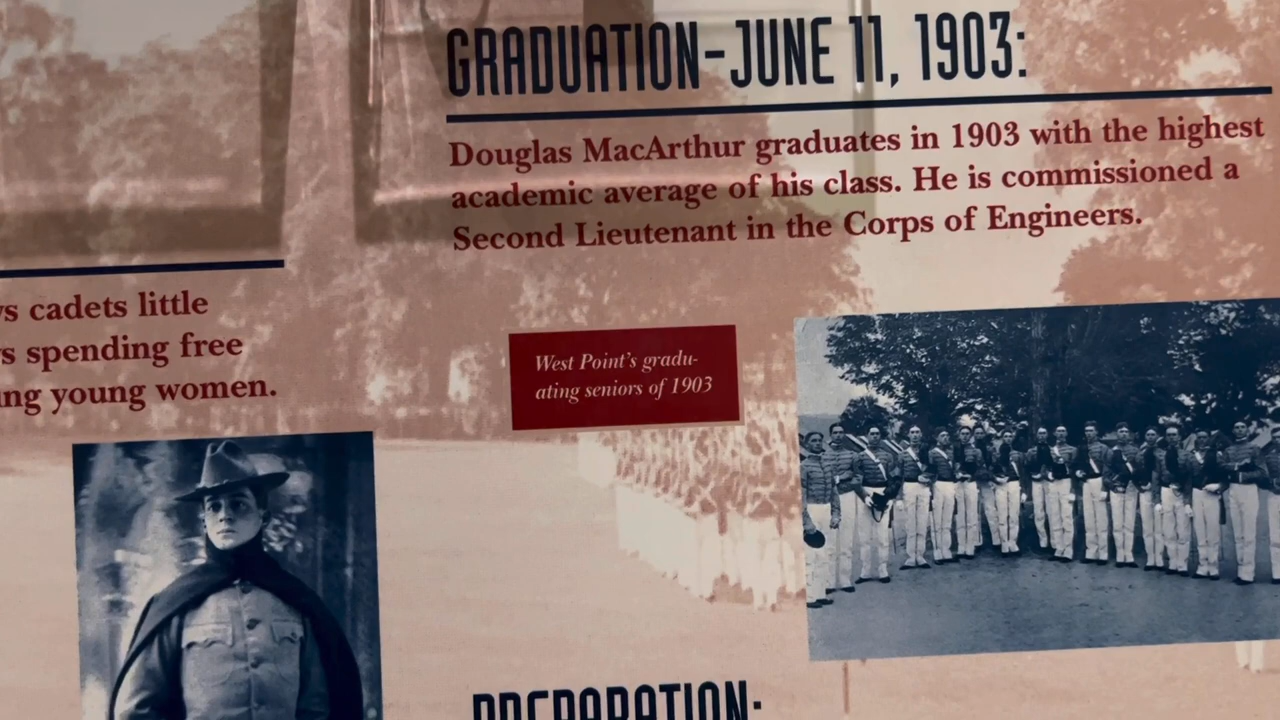 GRADUATION-JUNE 11, 1903:
Douglas MacArthur graduates in 1903 with the highest
academic average of his class. He is commissioned a
Second Lieutenant in the Corps of Engineers.
cadets little
spending free
young women.
West Point's gradu-
ating seniors of 1903
PREPARATION: